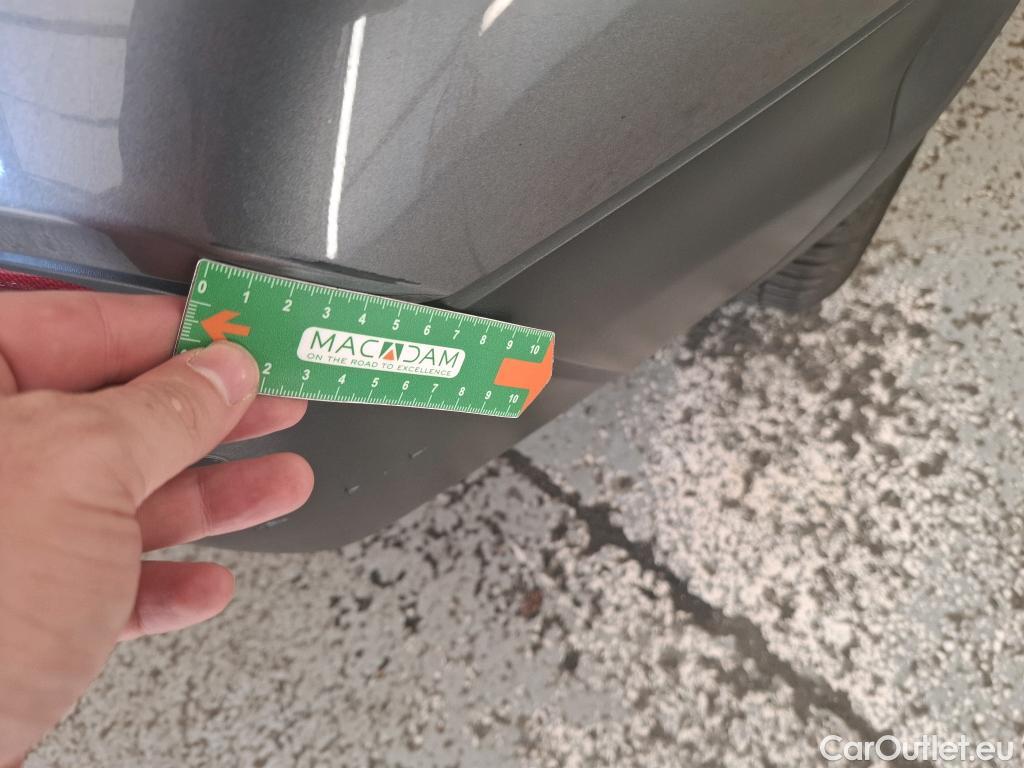 0 1 2 3 4 5 6 7 8 9 10
MACADAM
ON THE ROAD TO EXCELLENCE
2 3 4 5 6 7 8 9 10
CarOutlet.eu